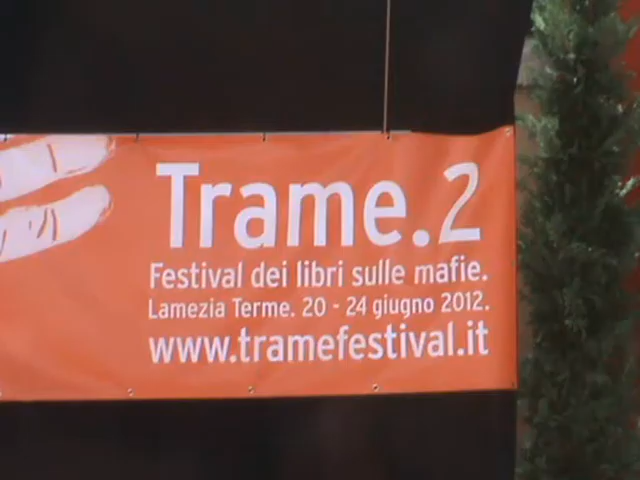 Trame.2
Festival dei libri sulle mafie.
Lamezia Terme. 20 - 24 giugno 2012.
www.tramefestival.it